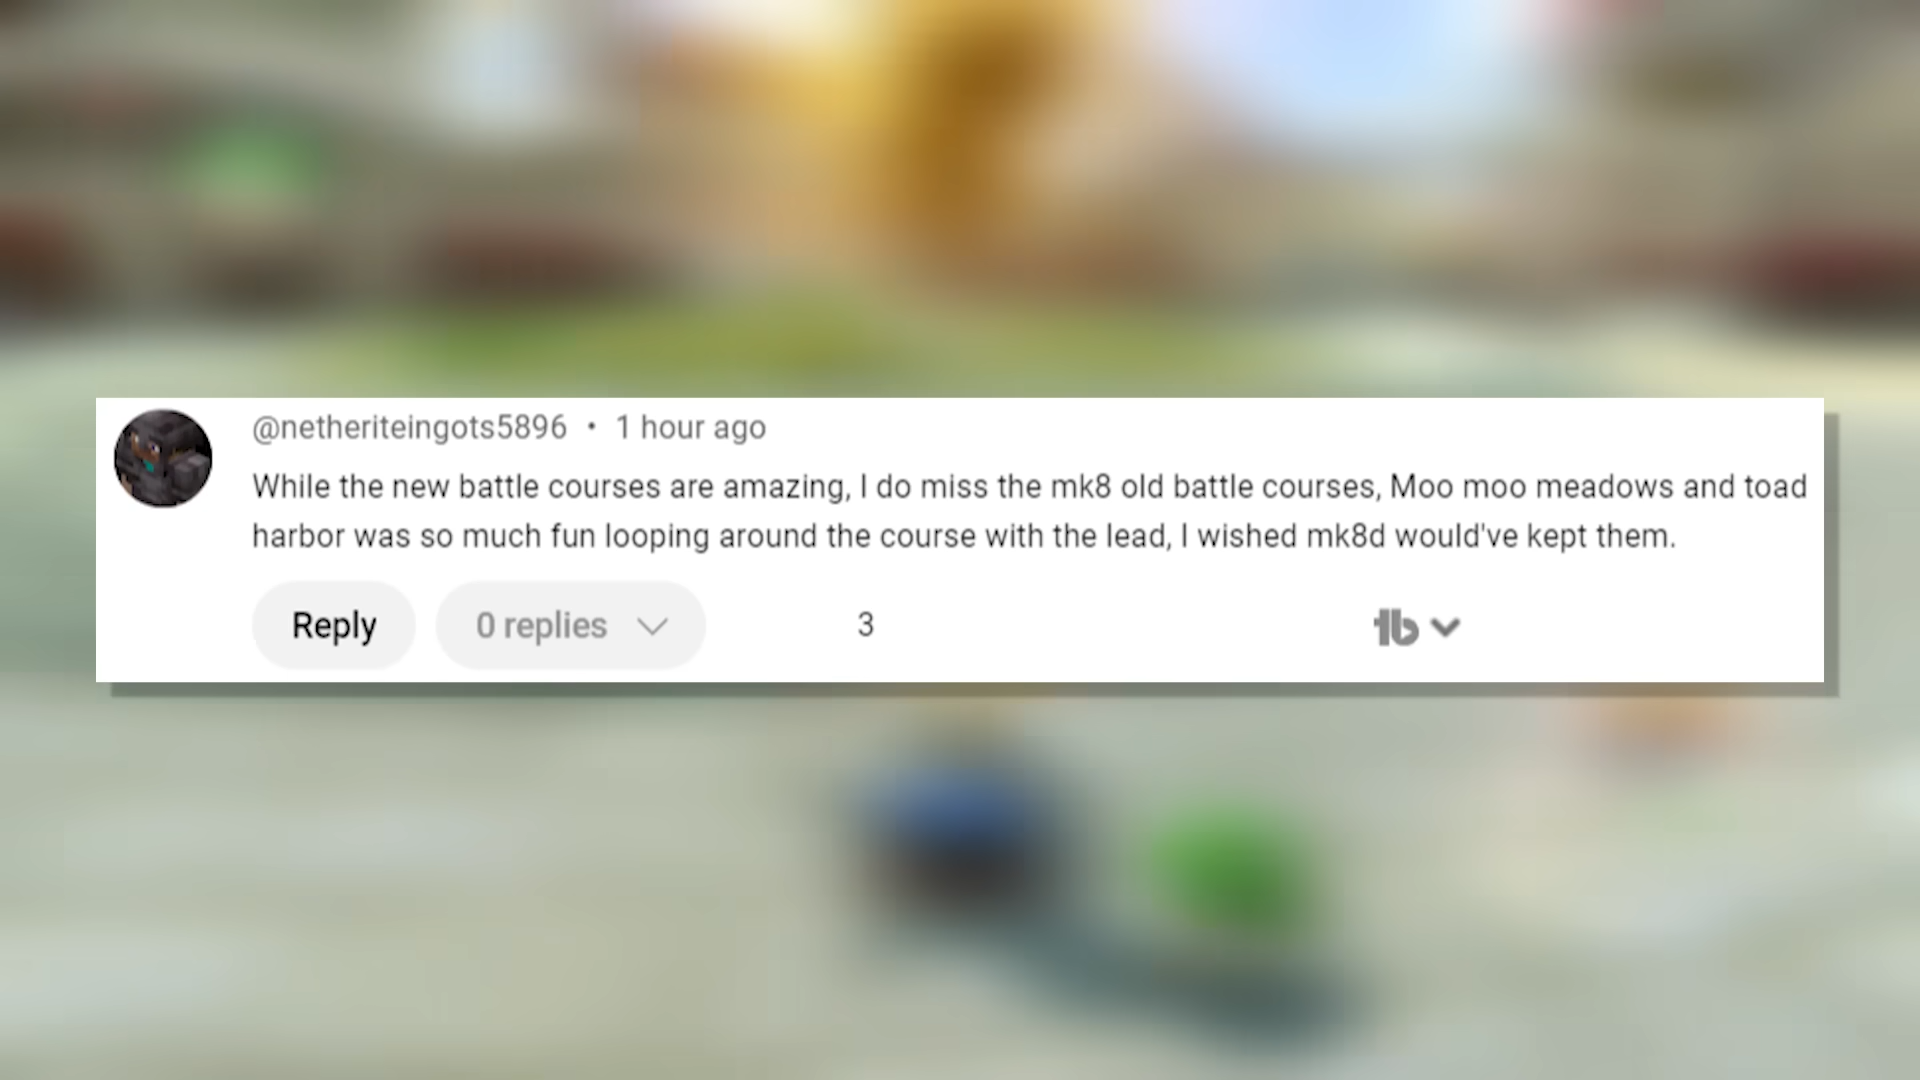 @netheriteingots5896 • 1 hour ago
While the new battle courses are amazing, I do miss the mk8 old battle courses, Moo moo meadows and toad
harbor was so much fun looping around the course with the lead, I wished mk8d would've kept them.
Reply 0 replies 3 tb